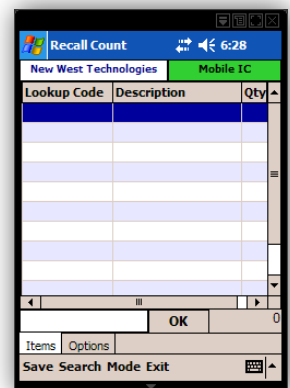 Recall Count 6:28
New West Technologies Mobile IC
Lookup Code Description Qty
OK 0
Items Options
Save Search Mode Exit